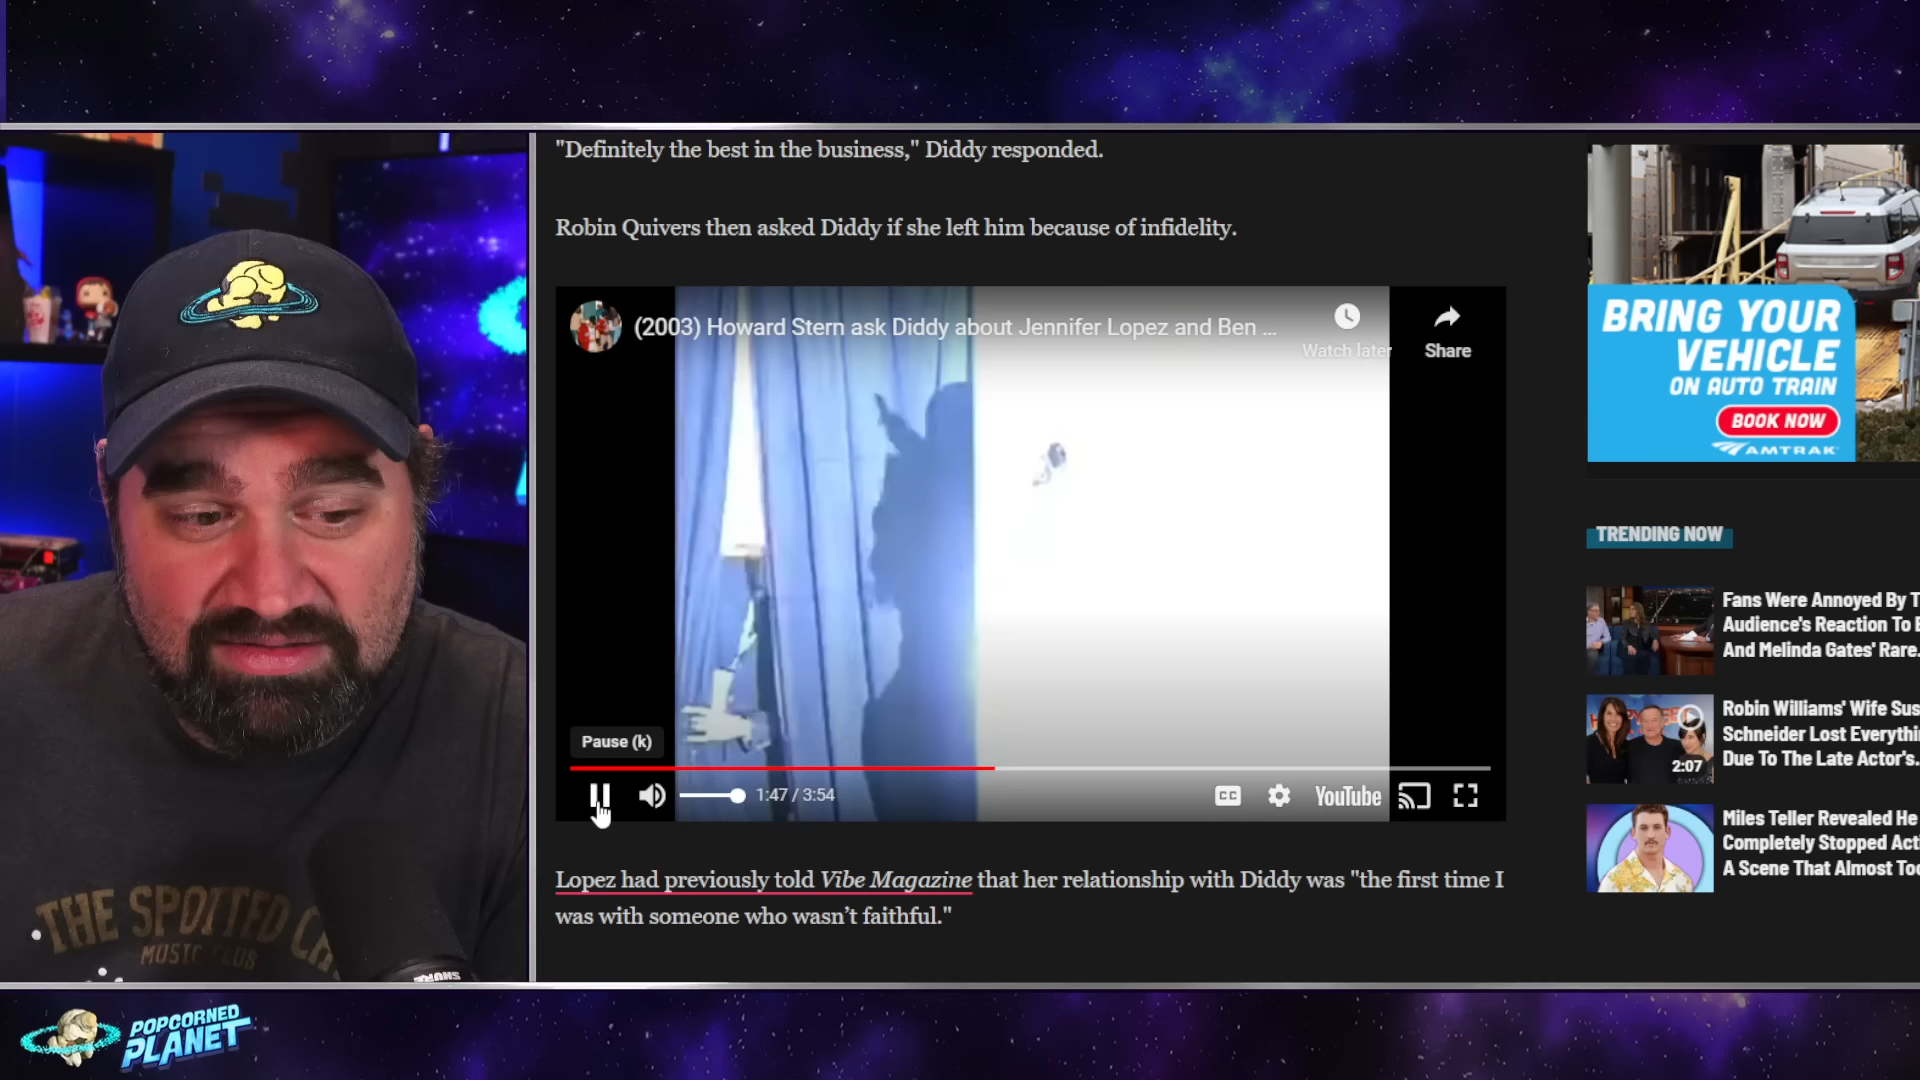 "Definitely the best in the business," Diddy responded.
Robin Quivers then asked Diddy if she left him because of infidelity.
(2003) Howard Stern ask Diddy about Jennifer Lopez and Ben ...
Watch later
Share
Pause (k)
1:47 / 3:54
CC
YouTube
Lopez had previously told Vibe Magazine that her relationship with Diddy was "the first time I
was with someone who wasn't faithful."
BRING YOUR
VEHICLE
ON AUTO TRAIN
BOOK NOW
AMTRAK
TRENDING NOW
Fans Were Annoyed By T
Audience's Reaction To
And Melinda Gates' Rare.
Robin Williams' Wife Sus
Schneider Lost Everythi
Due To The Late Actor's.
2:07
Miles Teller Revealed He
Completely Stopped Act
A Scene That Almost Too
THE SPOTTED
MUSIC CLUB
SHURE
POPCORNED
PLANET